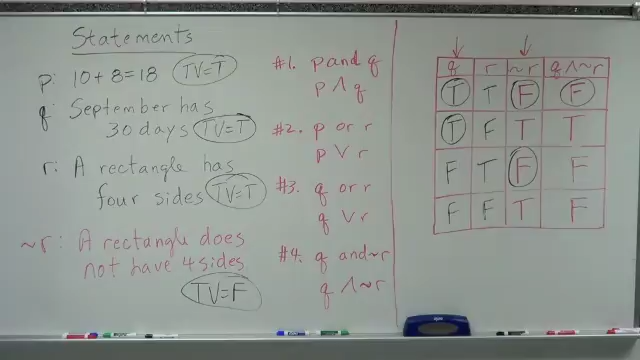 Statements
p: 10+8=18 TV=T
q: September has
30 days TV=T
r: A rectangle has
four sides TV=T
~r: A rectangle does
not have 4 sides
TV=F
#1. p and q
p ∧ q
#2. p or r
p ∨ r
#3. q or r
q ∨ r
#4. q and ~r
q ∧ ~r
q r ~r q ∧ ~r
T T F F
T F T T
F T F F
F F T F